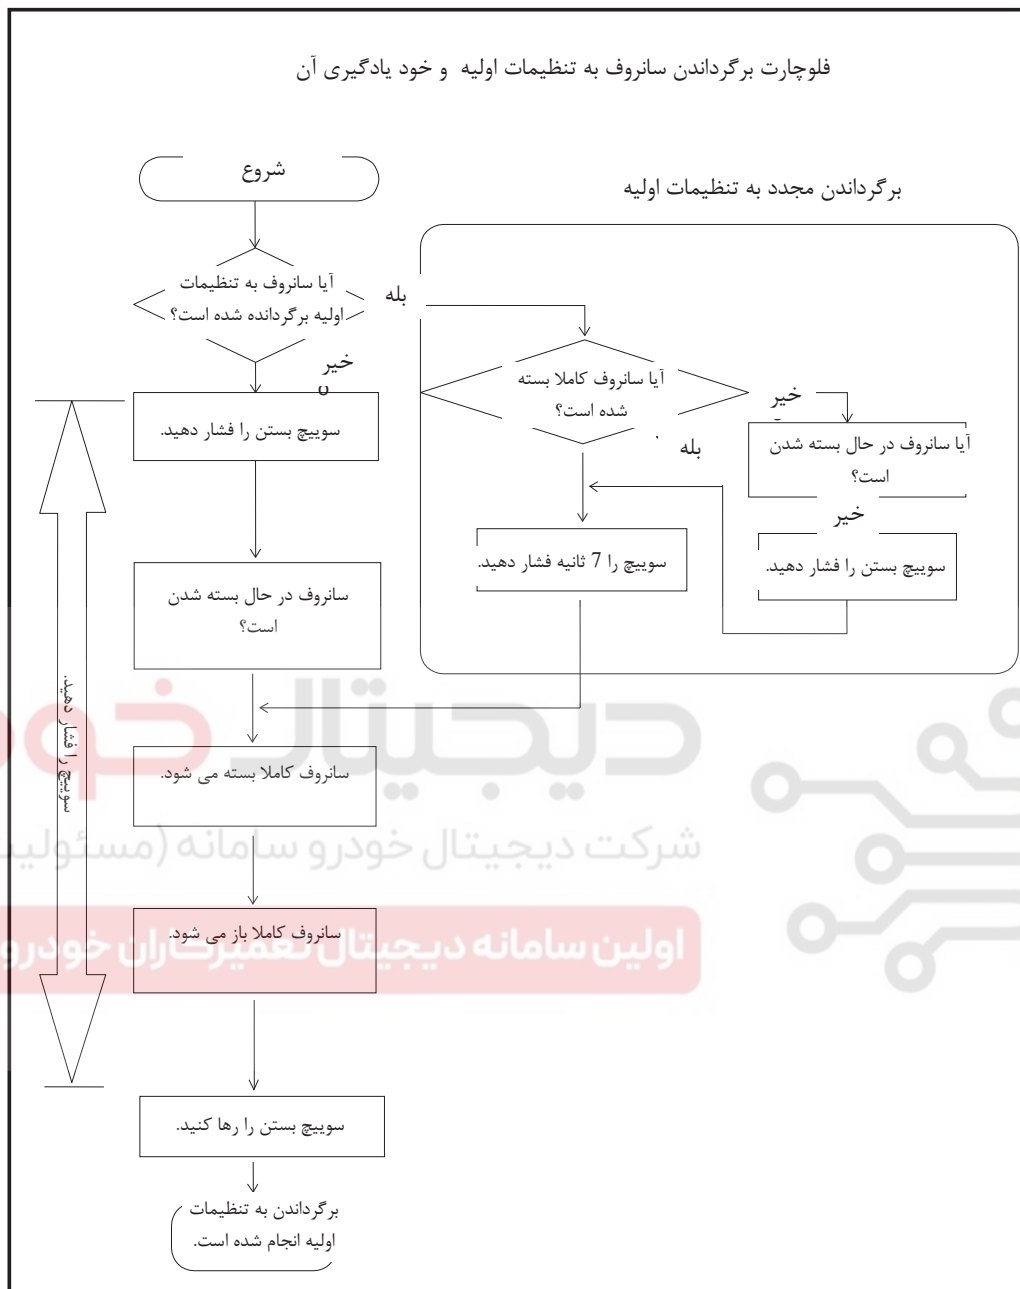 فلوچارت برگرداندن سانروف به تنظیمات اولیه و خود یادگیری آن
شروع
برگرداندن مجدد به تنظیمات اولیه
آیا سانروف به تنظیمات
اولیه برگردانده شده است؟
بله
خیر
آیا سانروف کاملا بسته
شده است؟
خیر
بله
سوییچ بستن را فشار دهید.
آیا سانروف در حال بسته شدن
است؟
خیر
سوییچ را 7 ثانیه فشار دهید.
سوییچ بستن را فشار دهید.
سانروف در حال بسته شدن
است؟
سوییچ را فشار دهید.
سانروف کاملا بسته می شود.
سانروف کاملا باز می شود.
سوییچ بستن را رها کنید.
برگرداندن به تنظیمات
اولیه انجام شده است.
دیجیتال خودرو
شرکت دیجیتال خودرو سامانه (مسئولیت
اولین سامانه دیجیتال تعمیرکاران خودرو